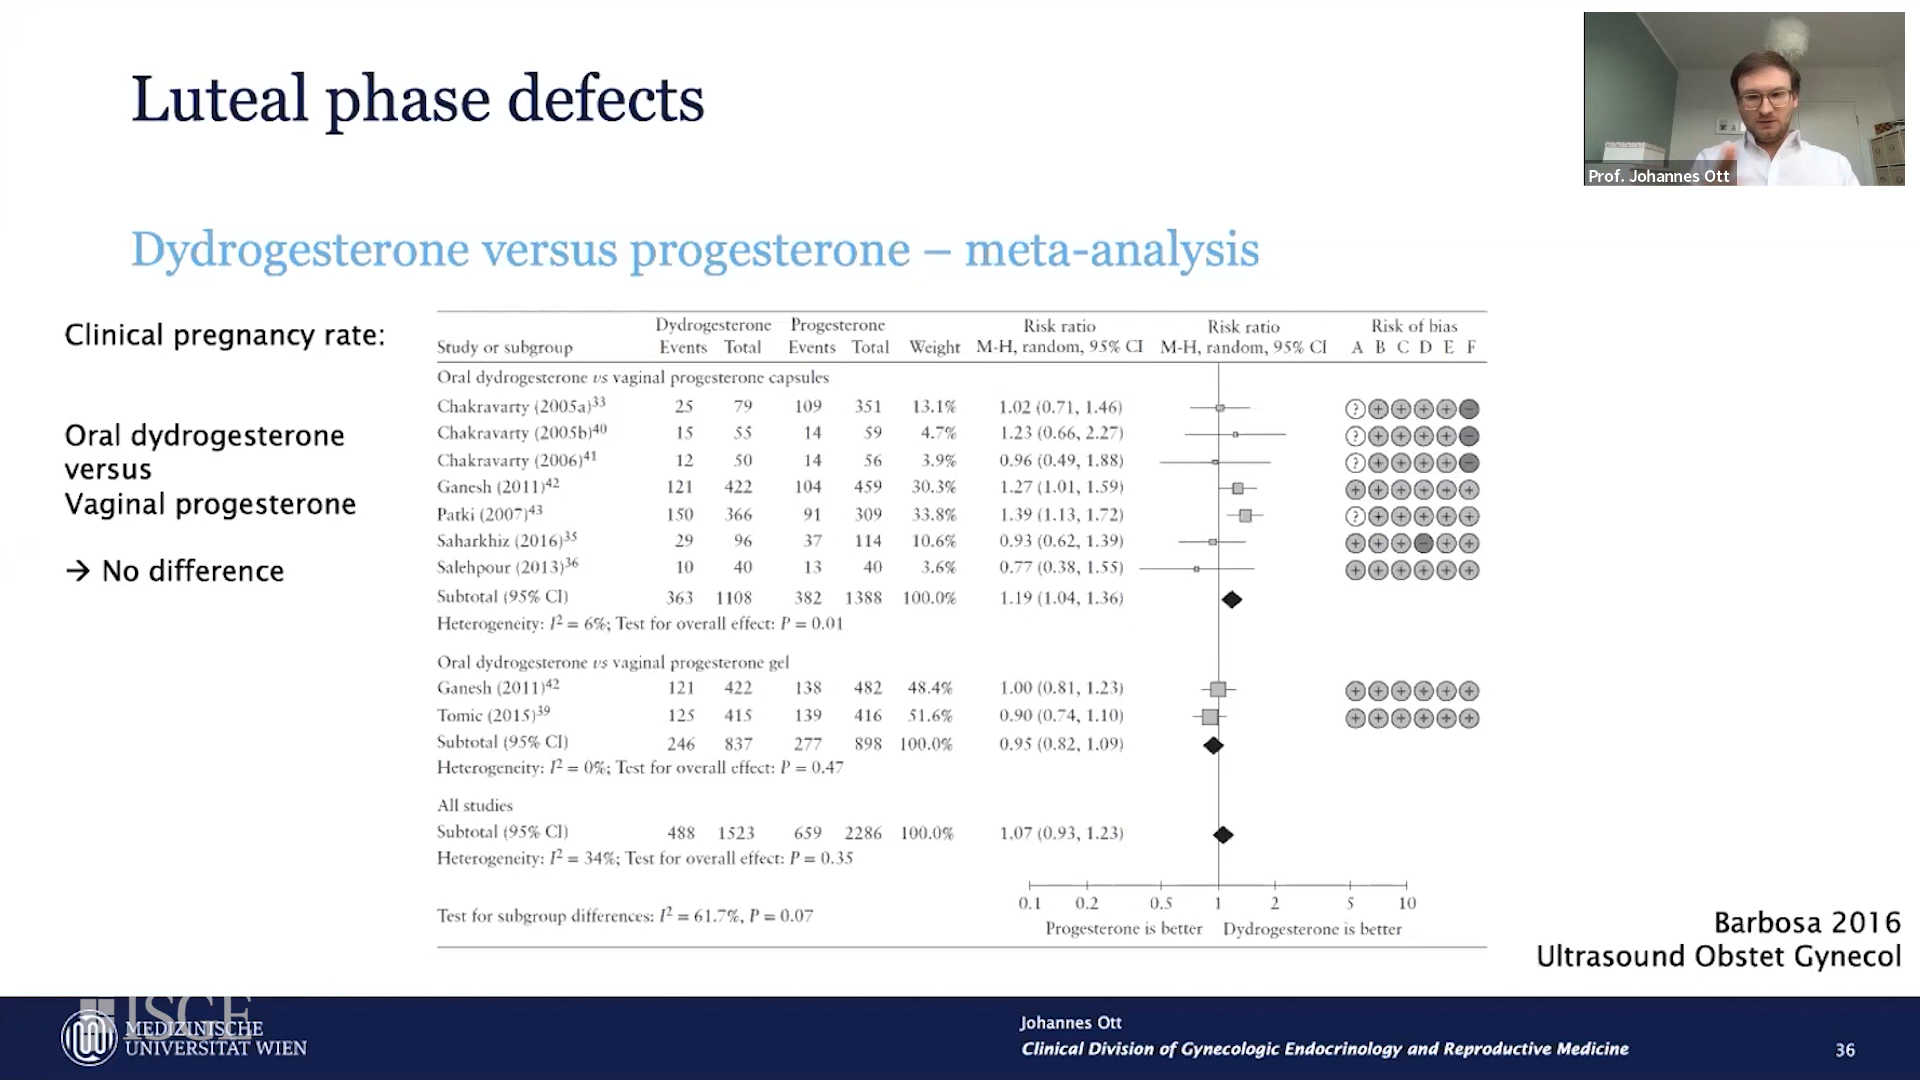 Luteal phase defects
Prof. Johannes Ott
Dydrogesterone versus progesterone – meta-analysis
Clinical pregnancy rate:
Oral dydrogesterone
versus
Vaginal progesterone
→ No difference
Dydrogesterone Progesterone Risk ratio Risk ratio Risk of bias
Study or subgroup Events Total Events Total Weight M-H, random, 95% CI M-H, random, 95% CI A B C D E F
Oral dydrogesterone vs vaginal progesterone capsules
Chakravarty (2005a)33 25 79 109 351 13.1% 1.02 (0.71, 1.46) ? + + + + −
Chakravarty (2005b)40 15 55 14 59 4.7% 1.23 (0.66, 2.27) ? + + + + −
Chakravarty (2006)41 12 50 14 56 3.9% 0.96 (0.49, 1.88) ? + + + + −
Ganesh (2011)42 121 422 104 459 30.3% 1.27 (1.01, 1.59) + + + + + +
Patki (2007)43 150 366 91 309 33.8% 1.39 (1.13, 1.72) ? + + + + +
Saharkhiz (2016)35 29 96 37 114 10.6% 0.93 (0.62, 1.39) + + + − + +
Salehpour (2013)36 10 40 13 40 3.6% 0.77 (0.38, 1.55) + + + + + +
Subtotal (95% CI) 363 1108 382 1388 100.0% 1.19 (1.04, 1.36)
Heterogeneity: I2 = 6%; Test for overall effect: P = 0.01
Oral dydrogesterone vs vaginal progesterone gel
Ganesh (2011)42 121 422 138 482 48.4% 1.00 (0.81, 1.23) + + + + + +
Tomic (2015)39 125 415 139 416 51.6% 0.90 (0.74, 1.10) + + + + + +
Subtotal (95% CI) 246 837 277 898 100.0% 0.95 (0.82, 1.09)
Heterogeneity: I2 = 0%; Test for overall effect: P = 0.47
All studies
Subtotal (95% CI) 488 1523 659 2286 100.0% 1.07 (0.93, 1.23)
Heterogeneity: I2 = 34%; Test for overall effect: P = 0.35
0.1 0.2 0.5 1 2 5 10
Test for subgroup differences: I2 = 61.7%, P = 0.07
Progesterone is better Dydrogesterone is better
Barbosa 2016
Ultrasound Obstet Gynecol
ISGE
MEDIZINISCHE
UNIVERSITÄT WIEN
Johannes Ott
Clinical Division of Gynecologic Endocrinology and Reproductive Medicine
36